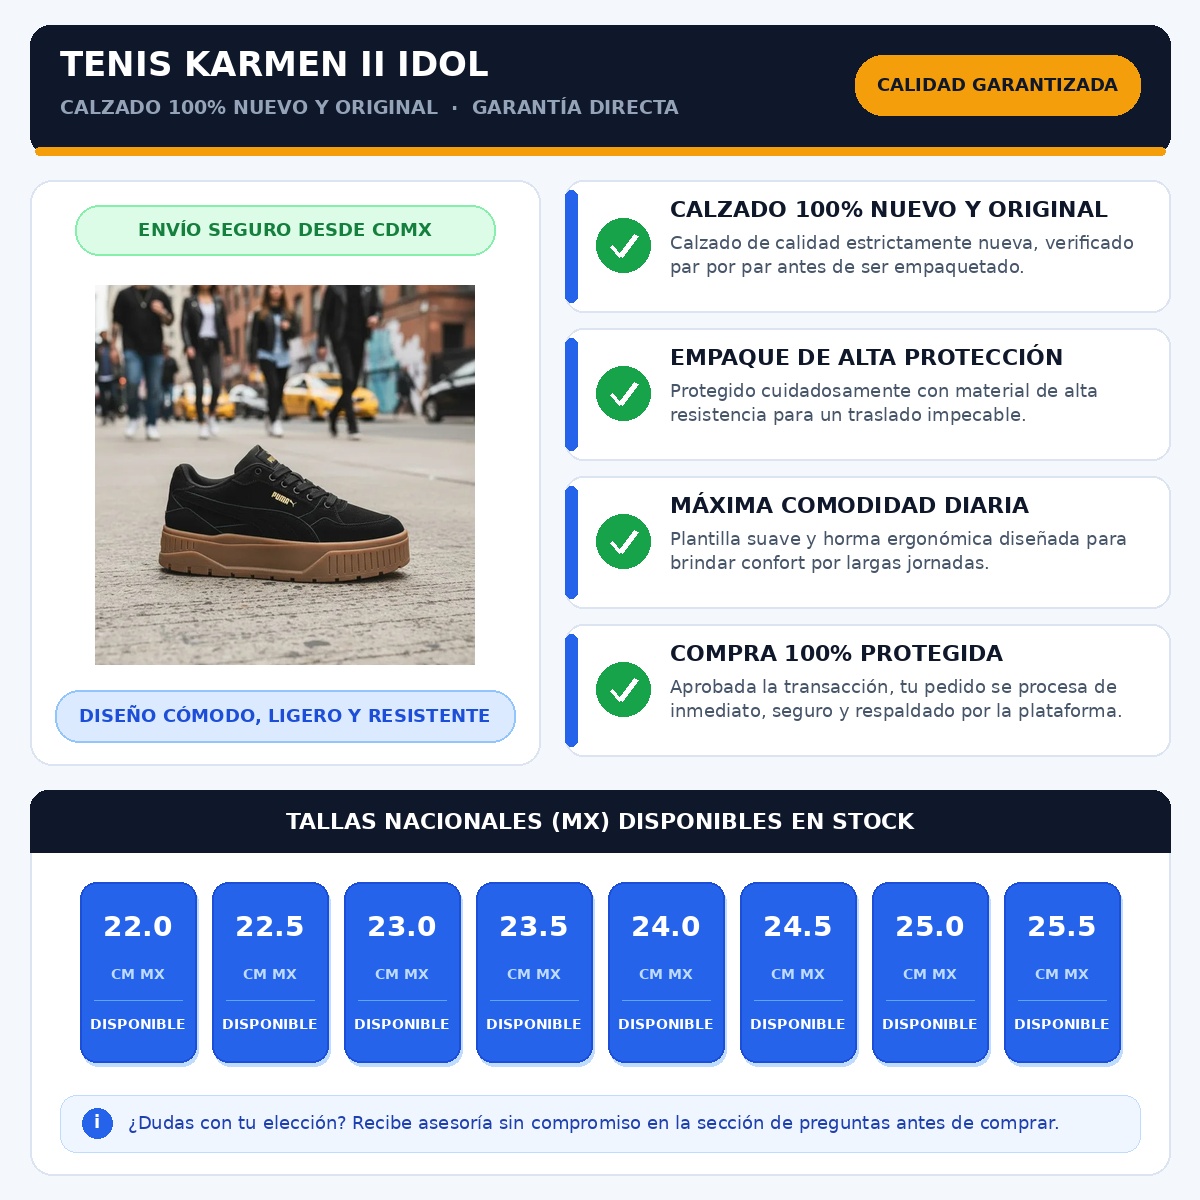 TENIS KARMEN II IDOL
CALZADO 100% NUEVO Y ORIGINAL · GARANTÍA DIRECTA
CALIDAD GARANTIZADA
ENVÍO SEGURO DESDE CDMX
PUMA
DISEÑO CÓMODO, LIGERO Y RESISTENTE
CALZADO 100% NUEVO Y ORIGINAL
Calzado de calidad estrictamente nueva, verificado
par por par antes de ser empaquetado.
EMPAQUE DE ALTA PROTECCIÓN
Protegido cuidadosamente con material de alta
resistencia para un traslado impecable.
MÁXIMA COMODIDAD DIARIA
Plantilla suave y horma ergonómica diseñada para
brindar confort por largas jornadas.
COMPRA 100% PROTEGIDA
Aprobada la transacción, tu pedido se procesa de
inmediato, seguro y respaldado por la plataforma.
TALLAS NACIONALES (MX) DISPONIBLES EN STOCK
22.0 22.5 23.0 23.5 24.0 24.5 25.0 25.5
CM MX CM MX CM MX CM MX CM MX CM MX CM MX CM MX
DISPONIBLE DISPONIBLE DISPONIBLE DISPONIBLE DISPONIBLE DISPONIBLE DISPONIBLE DISPONIBLE
i ¿Dudas con tu elección? Recibe asesoría sin compromiso en la sección de preguntas antes de comprar.